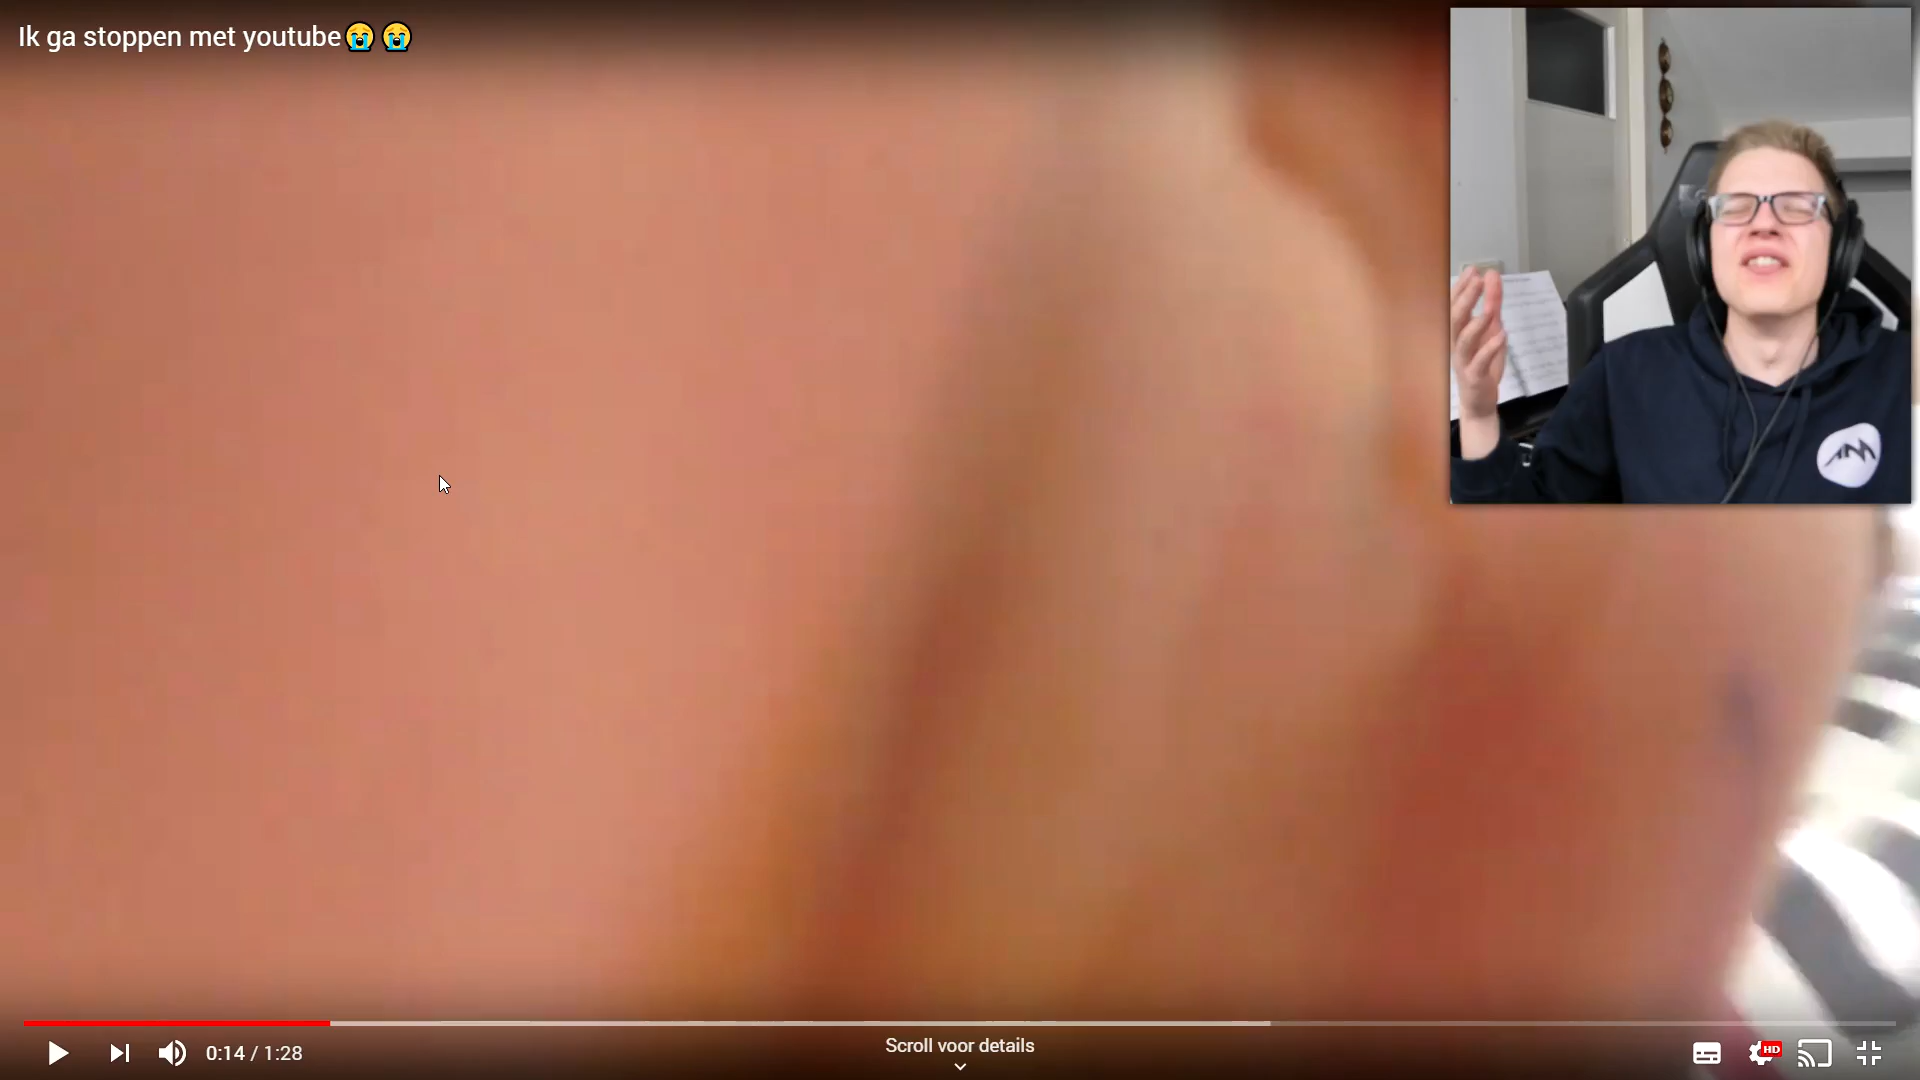 Ik ga stoppen met youtube😭😭
0:14 / 1:28
Scroll voor details
HD